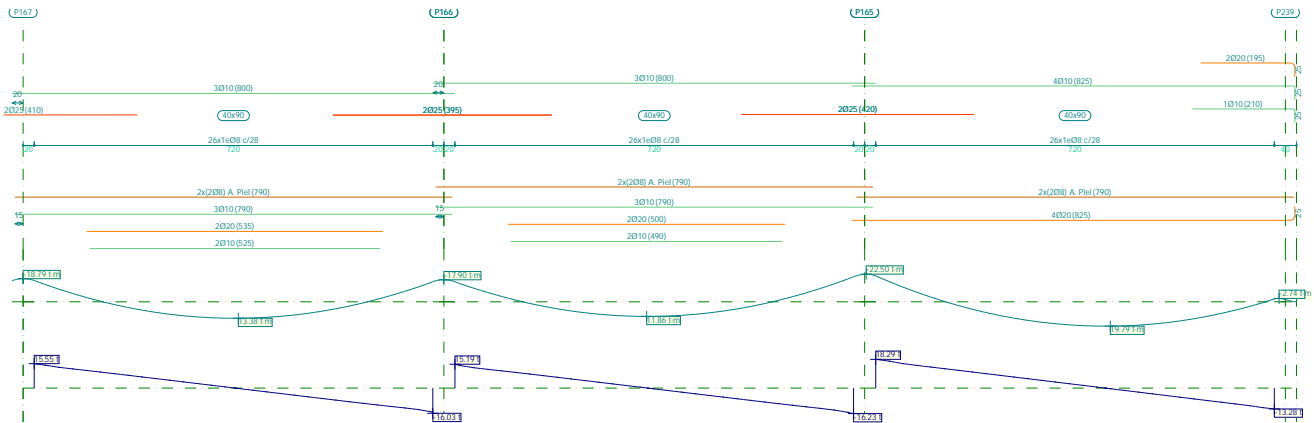 P167 P166 P165 P239
2Ø20 (195)
25
3Ø10 (800)
4Ø10 (825)
20
3Ø10 (800)
25
20
1Ø10 (210)
2Ø25 (410) 40x90 2Ø25 (395) 40x90 2Ø25 (420) 40x90
25
26x1eØ8 c/28 26x1eØ8 c/28 26x1eØ8 c/28
20 720 20 20 720 20 20 720 40
2x(2Ø8) A. Piel (790)
2x(2Ø8) A. Piel (790) 2x(2Ø8) A. Piel (790)
15 3Ø10 (790)
15 3Ø10 (790) 4Ø20 (825) 25
2Ø20 (500)
2Ø20 (535)
2Ø10 (490)
2Ø10 (525)
-22.50 t·m
-18.79 t·m -17.90 t·m
-2.74 t·m
13.38 t·m 11.86 t·m
19.79 t·m
15.55 t 15.19 t 18.29 t
-16.03 t -16.23 t -13.28 t